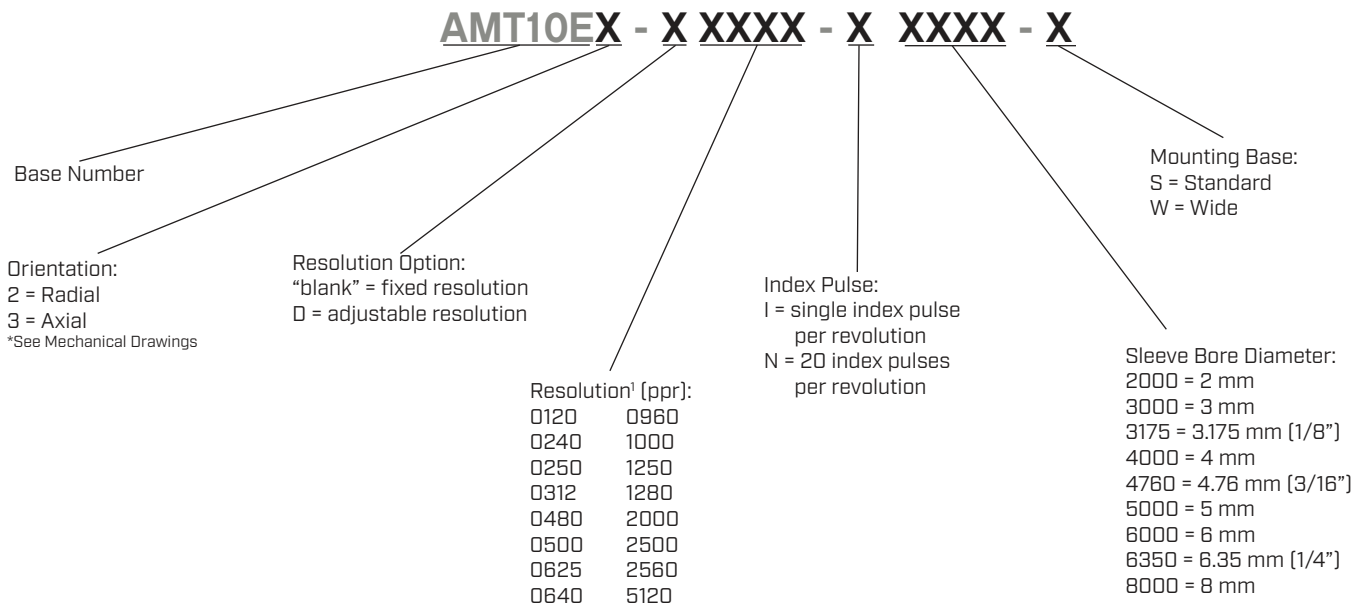 AMT10EX - X XXXX - X XXXX - X
Base Number
Orientation:
2 = Radial
3 = Axial
*See Mechanical Drawings
Resolution Option:
“blank” = fixed resolution
D = adjustable resolution
Resolution¹ (ppr):
0120 0960
0240 1000
0250 1250
0312 1280
0480 2000
0500 2500
0625 2560
0640 5120
Index Pulse:
I = single index pulse
per revolution
N = 20 index pulses
per revolution
Sleeve Bore Diameter:
2000 = 2 mm
3000 = 3 mm
3175 = 3.175 mm (1/8”)
4000 = 4 mm
4760 = 4.76 mm (3/16”)
5000 = 5 mm
6000 = 6 mm
6350 = 6.35 mm (1/4”)
8000 = 8 mm
Mounting Base:
S = Standard
W = Wide